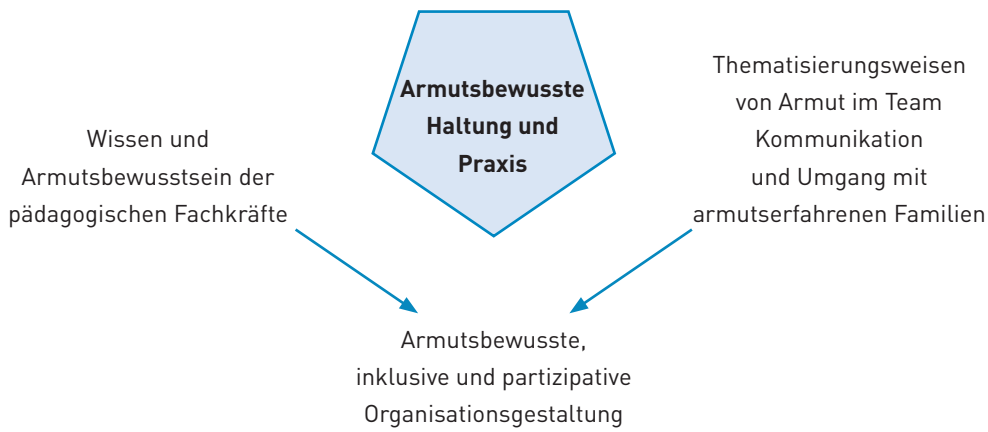 Armutsbewusste
Haltung und
Praxis
Wissen und
Armutsbewusstsein der
pädagogischen Fachkräfte
Thematisierungsweisen
von Armut im Team
Kommunikation
und Umgang mit
armutserfahrenen Familien
Armutsbewusste,
inklusive und partizipative
Organisationsgestaltung